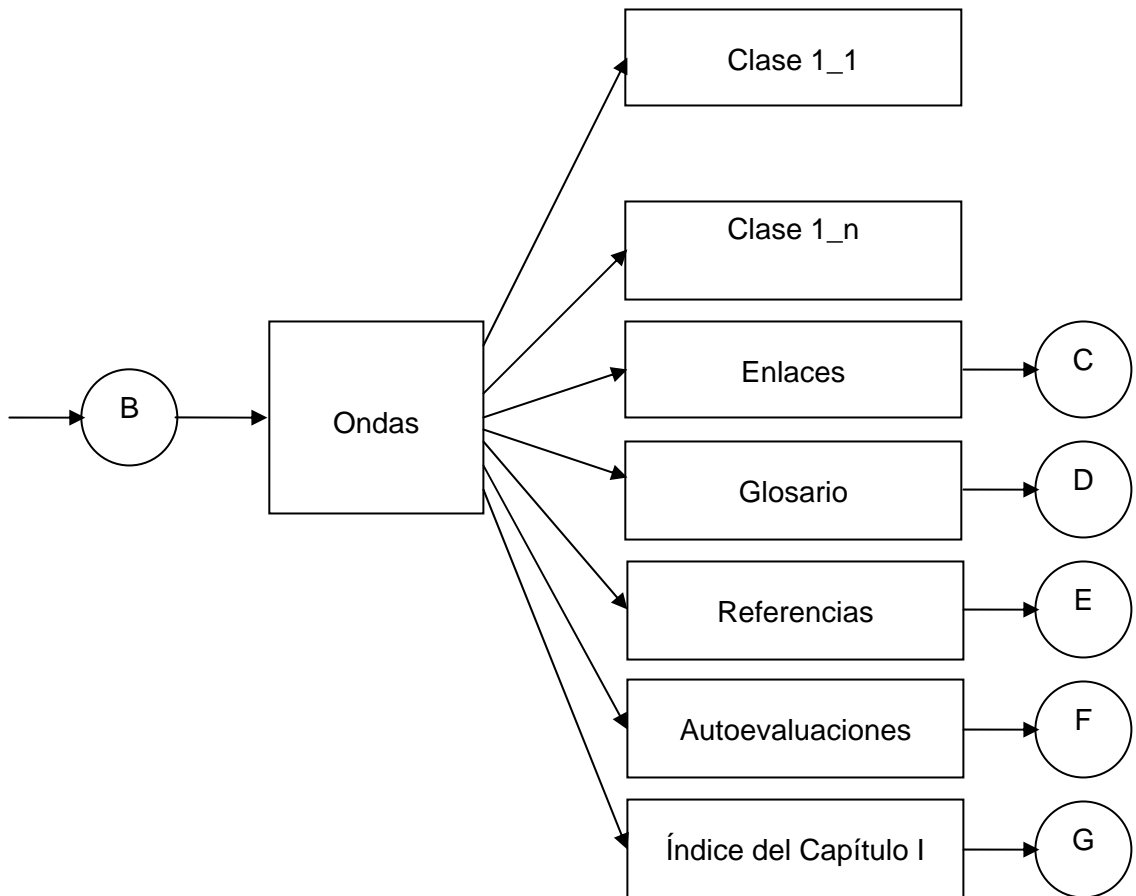 Clase 1_1
Clase 1_n
B
Ondas
Enlaces
C
Glosario
D
Referencias
E
Autoevaluaciones
F
Índice del Capítulo I
G